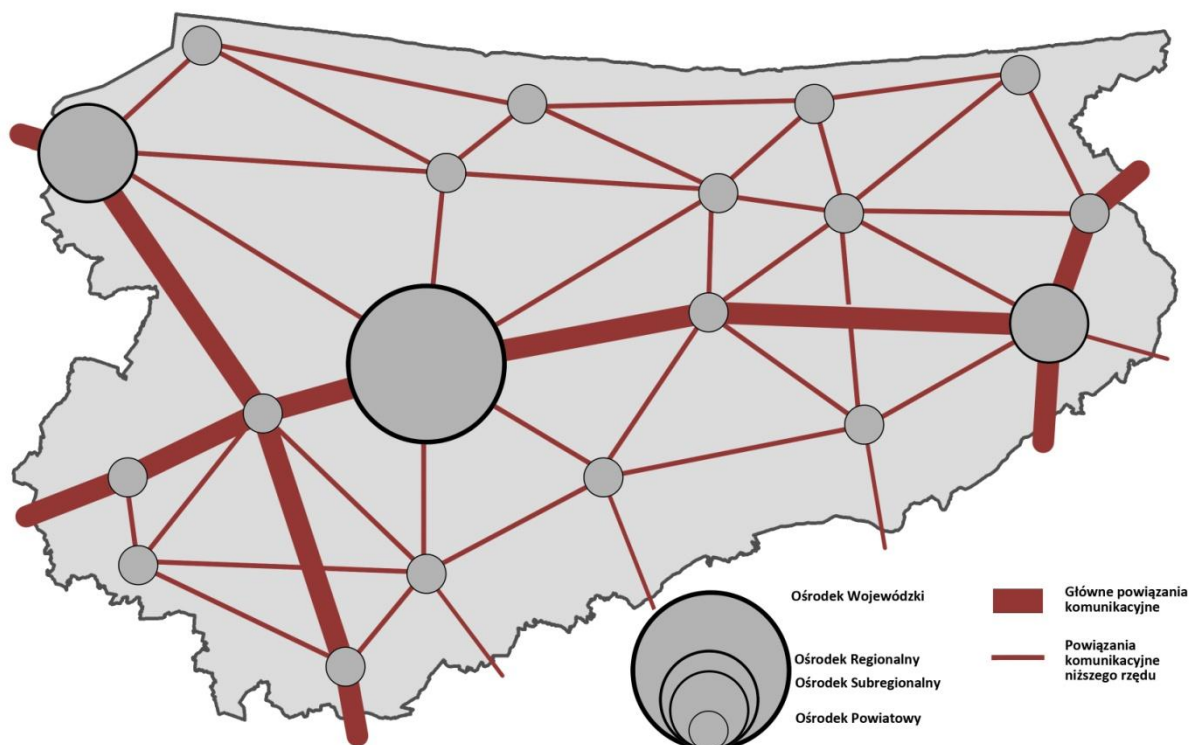 Ośrodek Wojewódzki
Ośrodek Regionalny
Ośrodek Subregionalny
Ośrodek Powiatowy
Główne powiązania
komunikacyjne
Powiązania
komunikacyjne
niższego rzędu